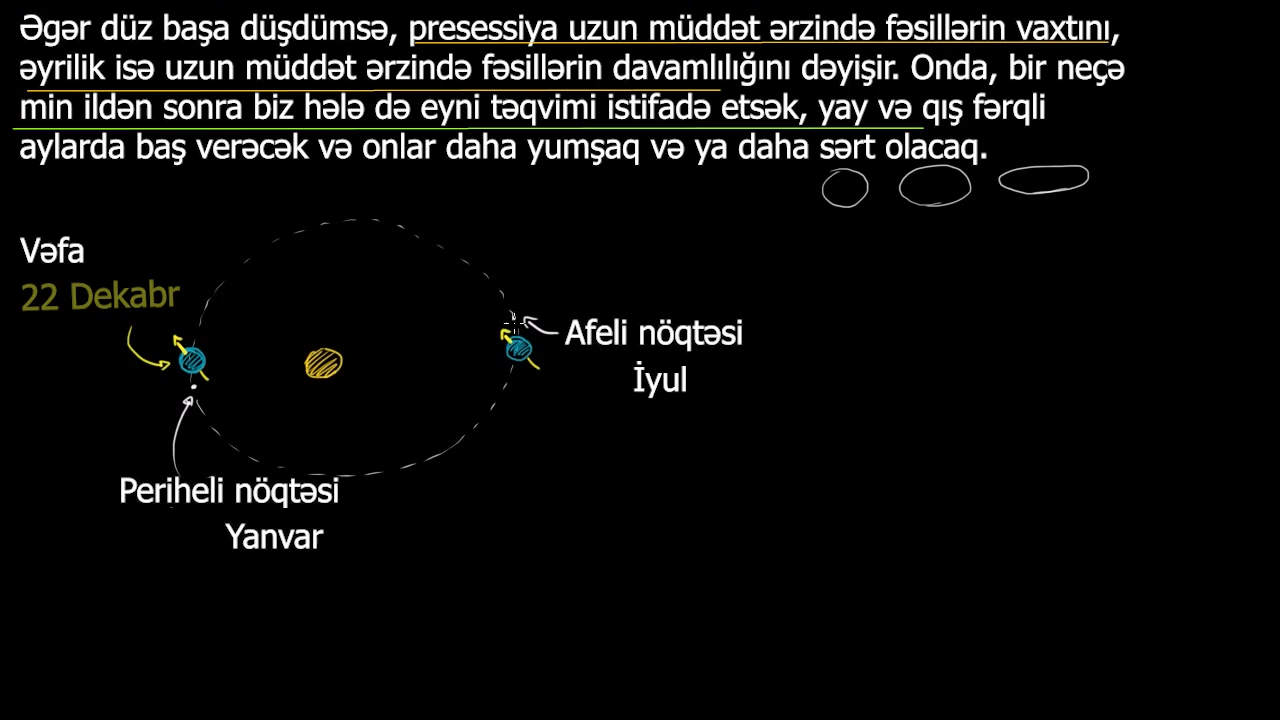 Əgər düz başa düşdümsə, presessiya uzun müddət ərzində fəsillərin vaxtını,
əyrilik isə uzun müddət ərzində fəsillərin davamlılığını dəyişir. Onda, bir neçə
min ildən sonra biz hələ də eyni təqvimi istifadə etsək, yay və qış fərqli
aylarda baş verəcək və onlar daha yumşaq və ya daha sərt olacaq.
Vəfa
22 Dekabr
Afeli nöqtəsi
İyul
Periheli nöqtəsi
Yanvar